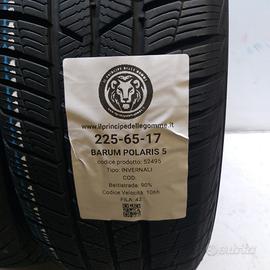 IL PRINCIPE DELLE GOMME
www.ilprincipedellegomme.it
225-65-17
BARUM POLARIS 5
codice prodotto: 52495
Tipo: INVERNALI
COD:
Battistrada: 90%
Codice Velocità: 106h
FILA: 42
subito